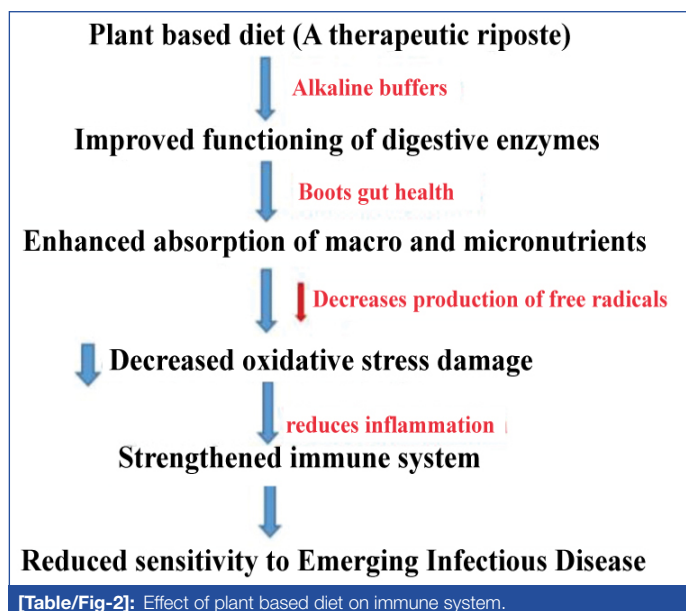 Plant based diet (A therapeutic riposte)
Alkaline buffers
Improved functioning of digestive enzymes
Boots gut health
Enhanced absorption of macro and micronutrients
Decreases production of free radicals
Decreased oxidative stress damage
reduces inflammation
Strengthened immune system
Reduced sensitivity to Emerging Infectious Disease
[Table/Fig-2]: Effect of plant based diet on immune system.